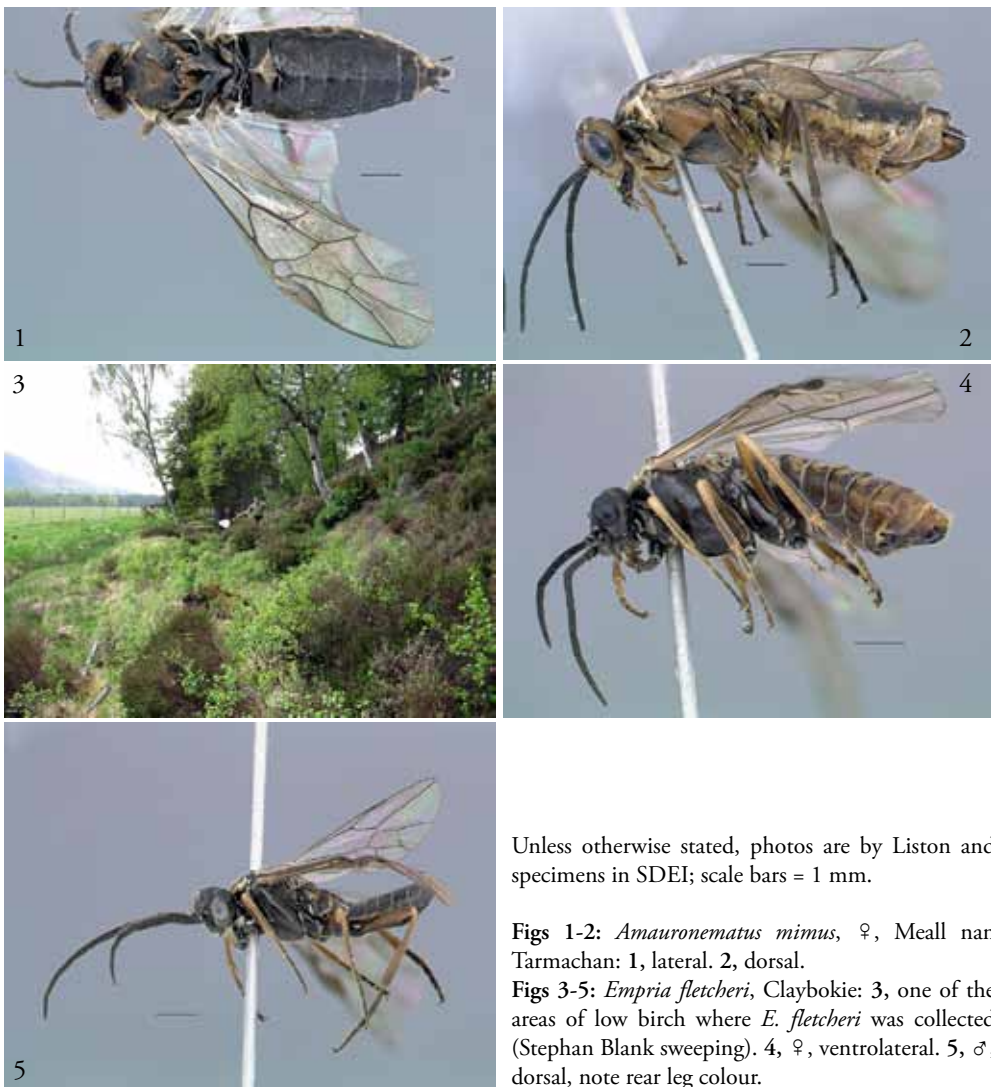 1
2
3
4
5
Unless otherwise stated, photos are by Liston and
specimens in SDEI; scale bars = 1 mm.
Figs 1-2: Amauronematus mimus, ♀, Meall nan
Tarmachan: 1, lateral. 2, dorsal.
Figs 3-5: Empria fletcheri, Claybokie: 3, one of the
areas of low birch where E. fletcheri was collected
(Stephan Blank sweeping). 4, ♀, ventrolateral. 5, ♂,
dorsal, note rear leg colour.